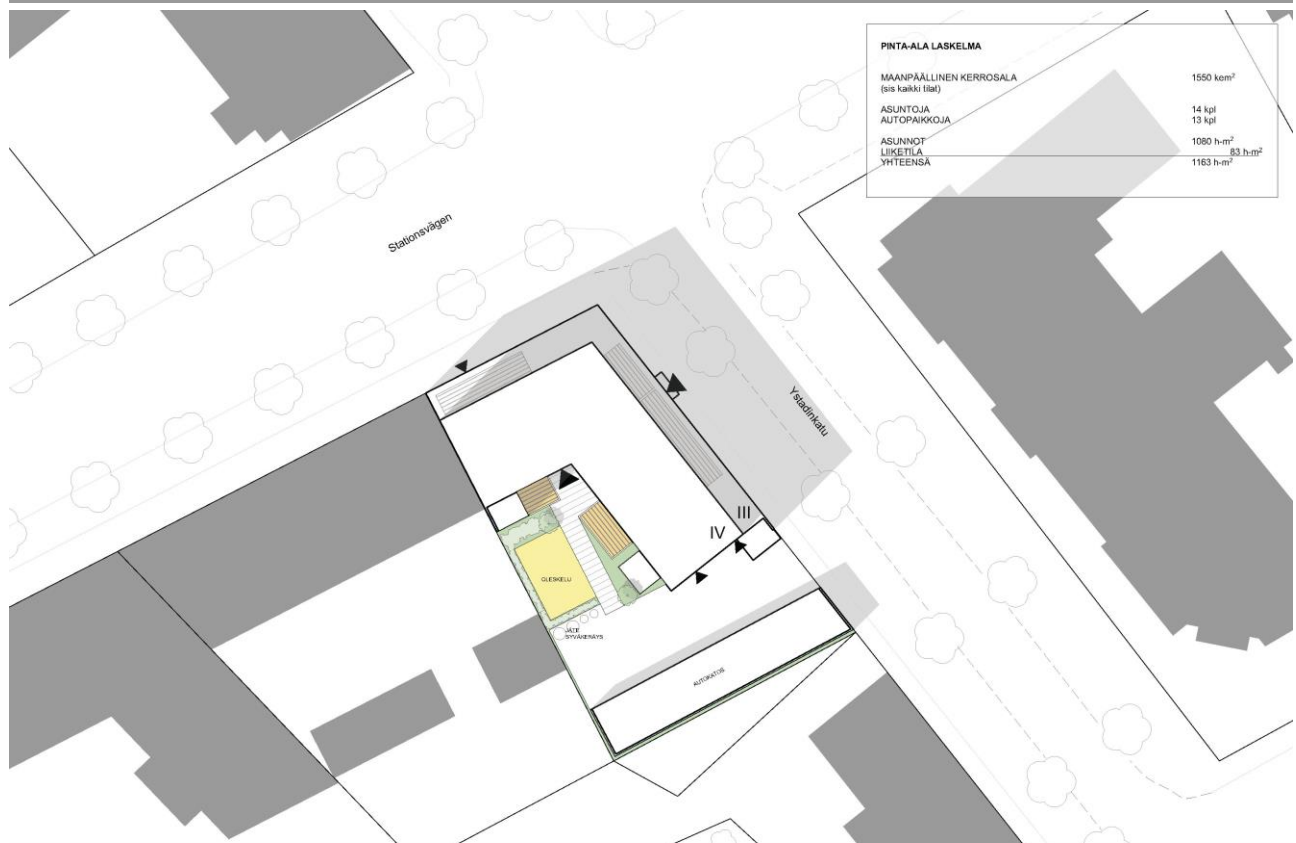 PINTA-ALA LASKELMA
MAANPÄÄLLINEN KERROSALA 1550 kem²
(sis kaikki tilat)
ASUNTOJA 14 kpl
AUTOPAIKKOJA 13 kpl
ASUNNOT 1080 h-m²
LIIKETILA 83 h-m²
YHTEENSÄ 1163 h-m²
Stationsvägen
Ystadinkatu
III
IV
OLESKELU
JÄTE
SYVÄKERÄYS
AUTOKATOS